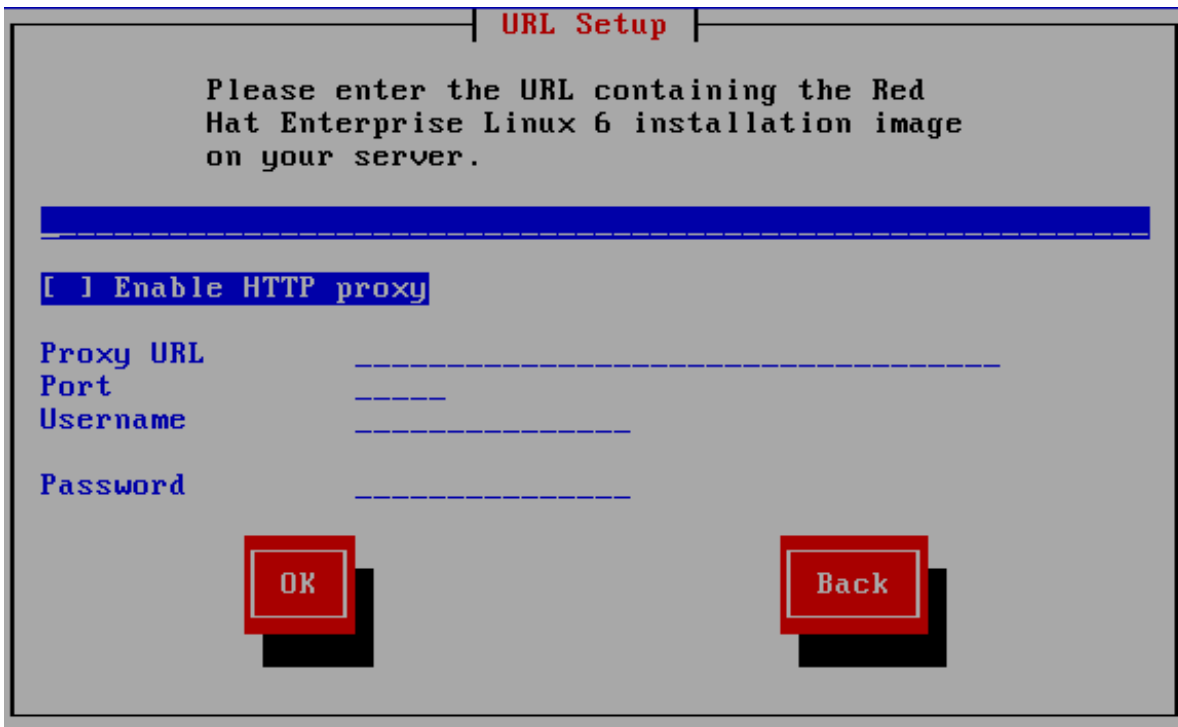 URL Setup
Please enter the URL containing the Red
Hat Enterprise Linux 6 installation image
on your server.
[ ] Enable HTTP proxy
Proxy URL
Port
Username
Password
OK
Back